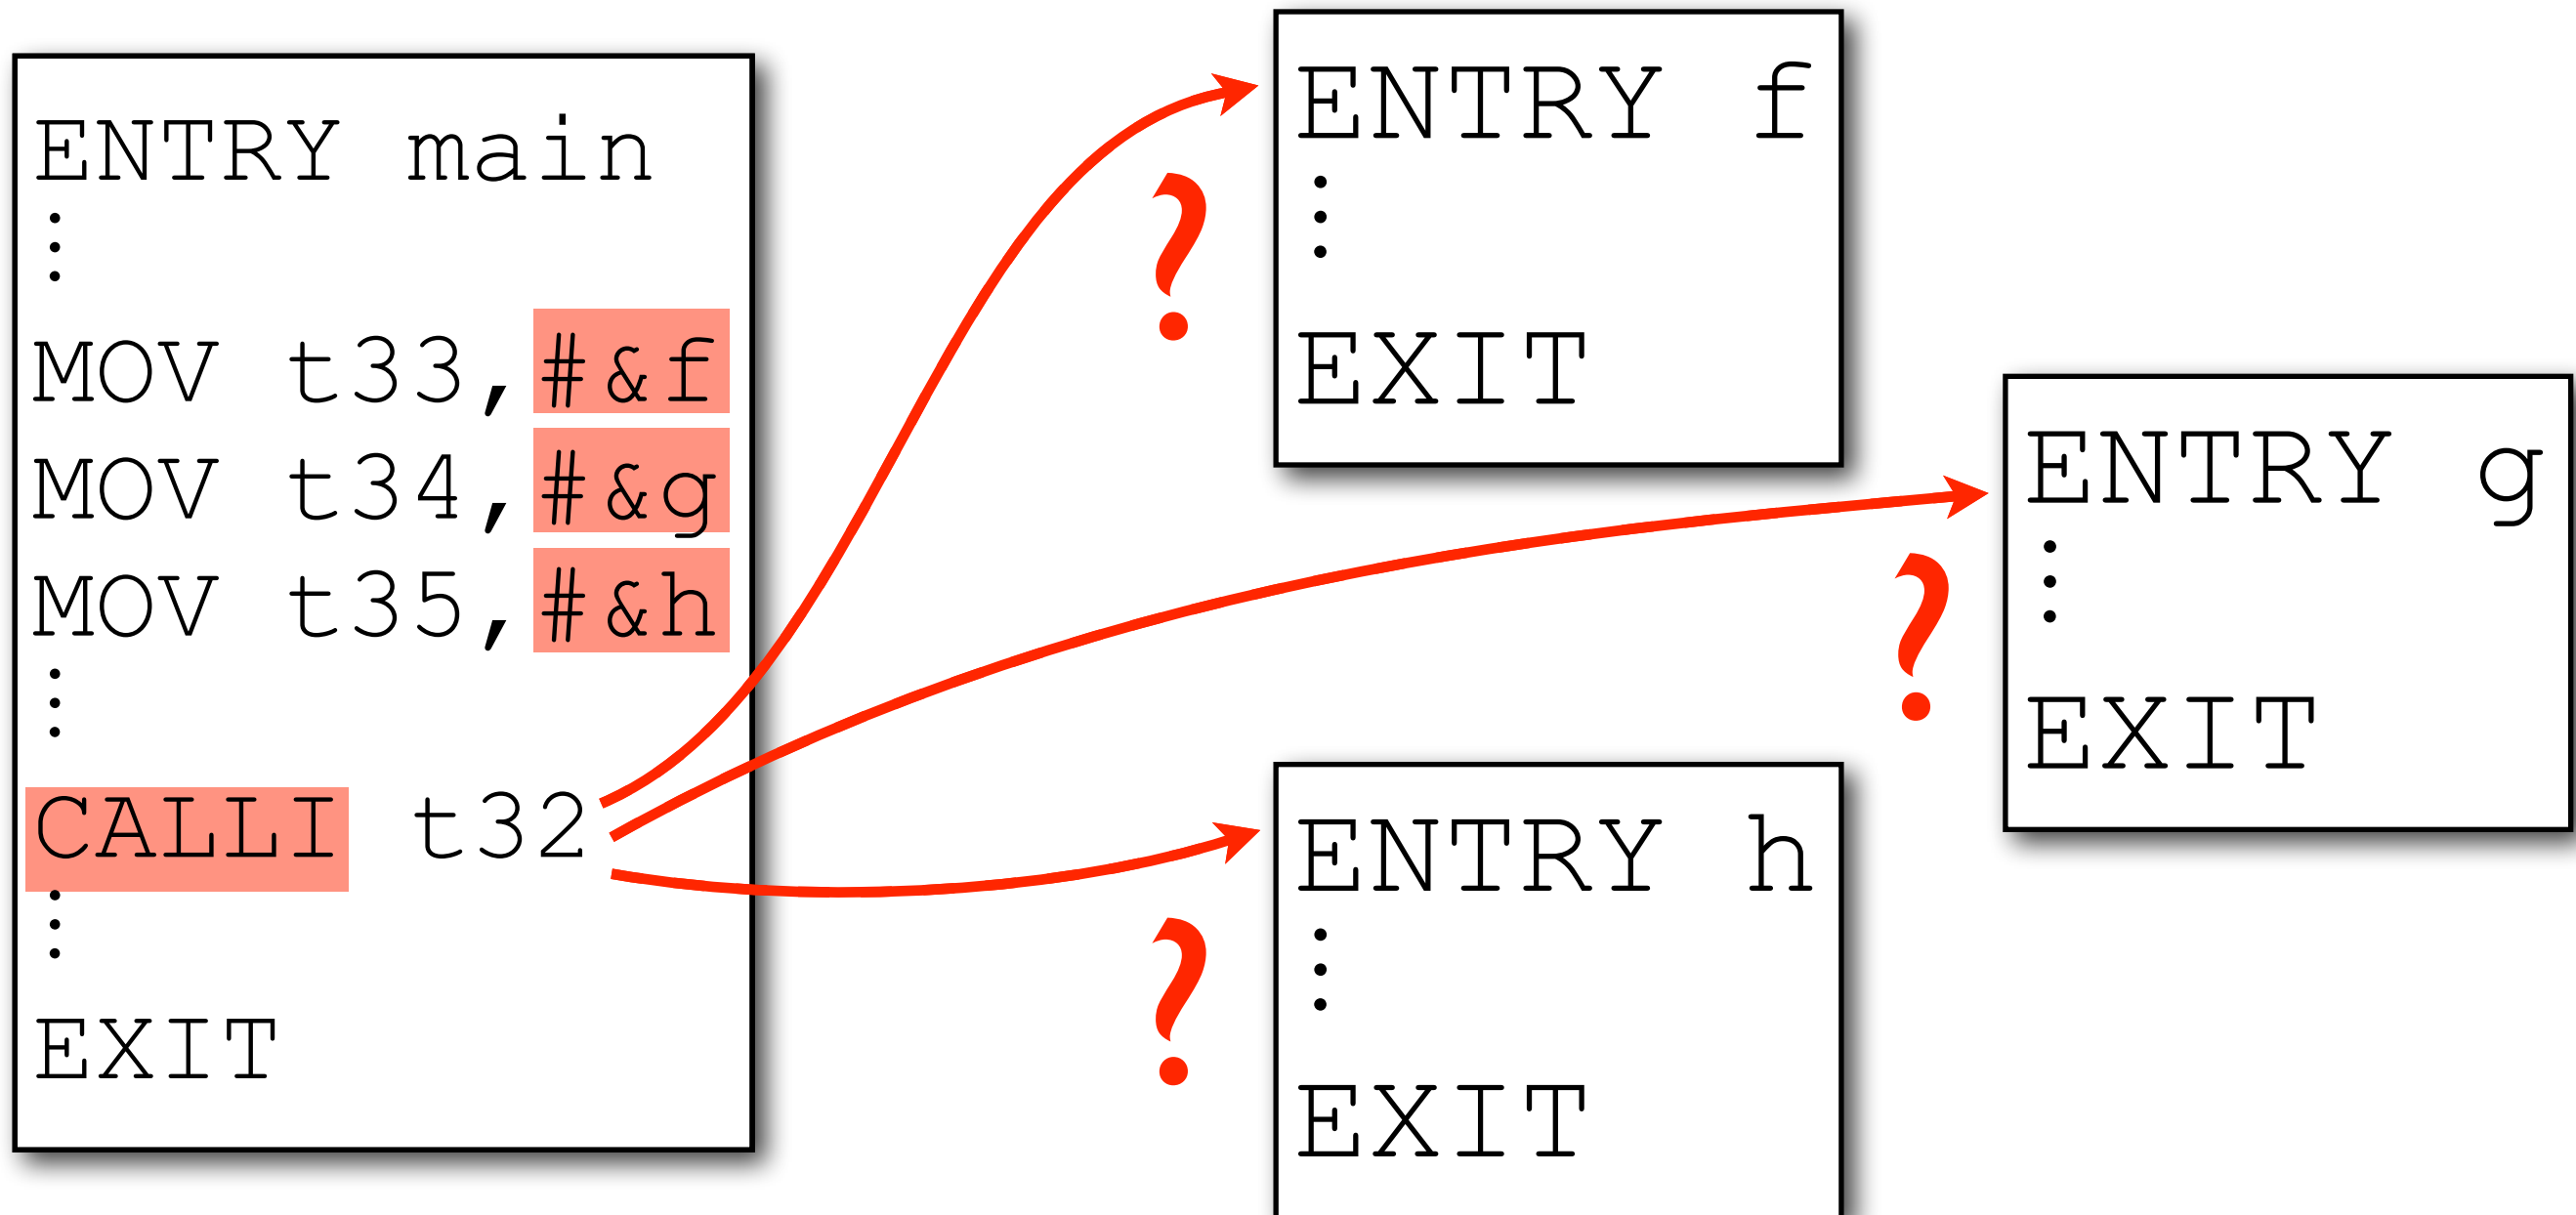 ENTRY main
⋮
MOV t33,#&f
MOV t34,#&g
MOV t35,#&h
⋮
CALLI t32
⋮
EXIT
?
ENTRY f
⋮
EXIT
?
ENTRY g
⋮
EXIT
?
ENTRY h
⋮
EXIT